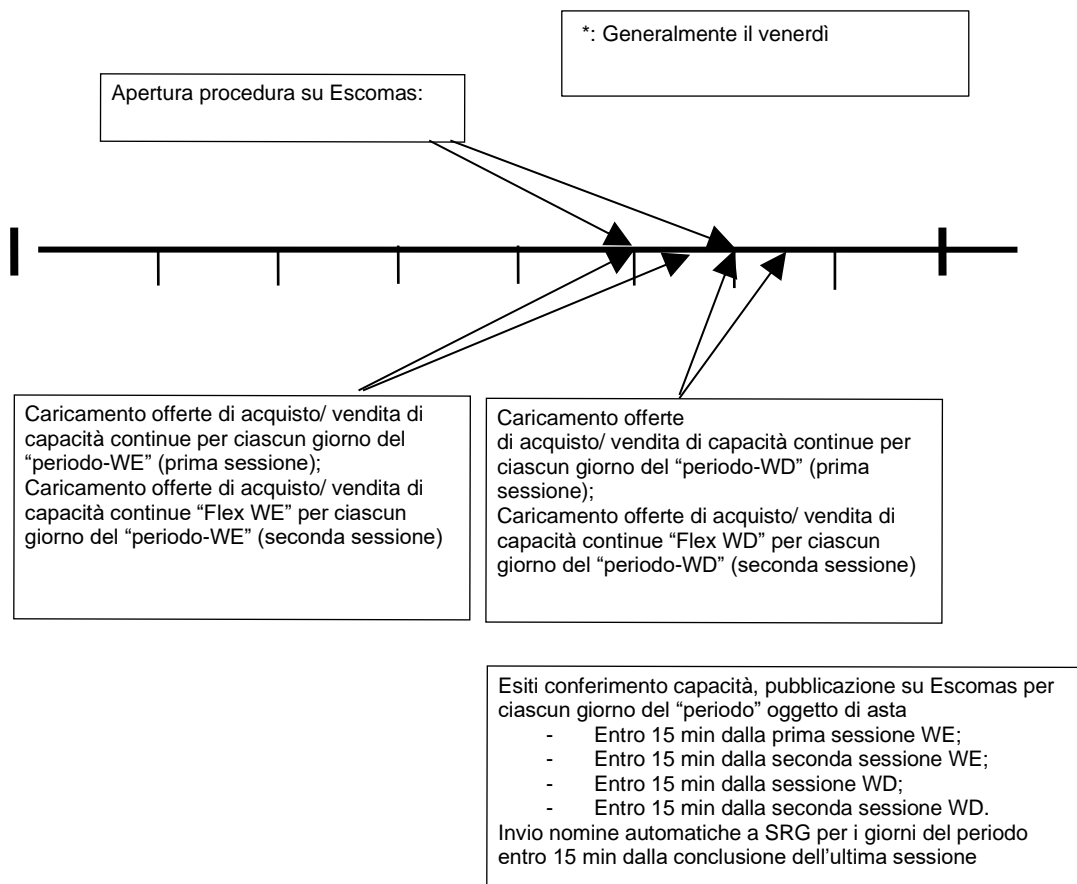 *: Generalmente il venerdì
Apertura procedura su Escomas:
Caricamento offerte di acquisto/ vendita di
capacità continue per ciascun giorno del
“periodo-WE” (prima sessione);
Caricamento offerte di acquisto/ vendita di
capacità continue “Flex WE” per ciascun
giorno del “periodo-WE” (seconda sessione)
Caricamento offerte
di acquisto/ vendita di capacità continue per
ciascun giorno del “periodo-WD” (prima
sessione);
Caricamento offerte di acquisto/ vendita di
capacità continue “Flex WD” per ciascun
giorno del “periodo-WD” (seconda sessione)
Esiti conferimento capacità, pubblicazione su Escomas per
ciascun giorno del “periodo” oggetto di asta
- Entro 15 min dalla prima sessione WE;
- Entro 15 min dalla seconda sessione WE;
- Entro 15 min dalla sessione WD;
- Entro 15 min dalla seconda sessione WD.
Invio nomine automatiche a SRG per i giorni del periodo
entro 15 min dalla conclusione dell’ultima sessione